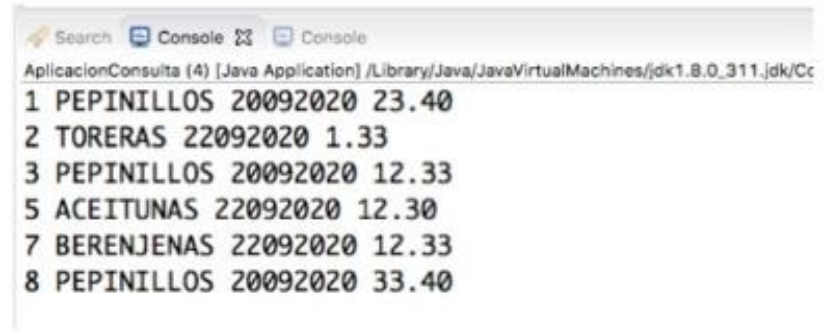 Search Console Console
AplicacionConsulta (4) [Java Application] /Library/Java/JavaVirtualMachines/jdk1.8.0_311.jdk/Cc
1 PEPINILLOS 20092020 23.40
2 TORERAS 22092020 1.33
3 PEPINILLOS 20092020 12.33
5 ACEITUNAS 22092020 12.30
7 BERENJENAS 22092020 12.33
8 PEPINILLOS 20092020 33.40